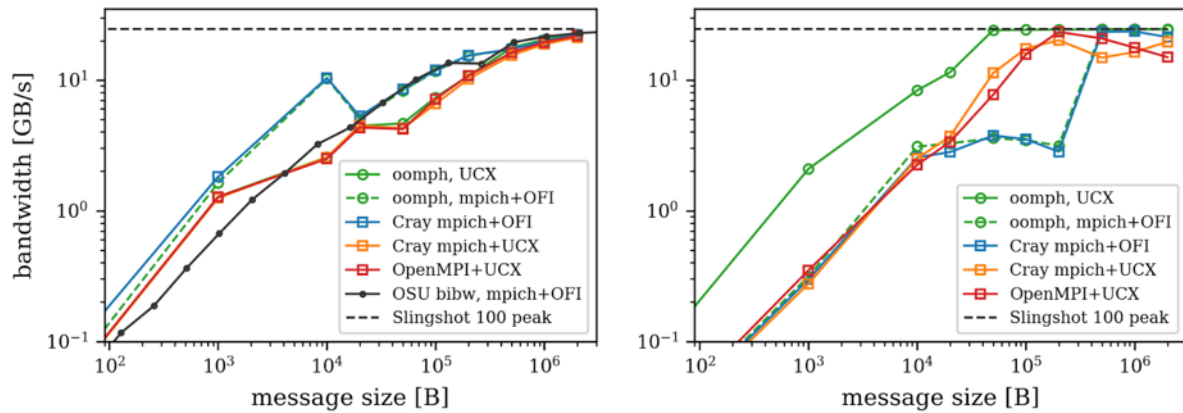 bandwidth [GB/s]
10¹
10⁰
10⁻¹
oomph, UCX
oomph, mpich+OFI
Cray mpich+OFI
Cray mpich+UCX
OpenMPI+UCX
OSU bibw, mpich+OFI
Slingshot 100 peak
10² 10³ 10⁴ 10⁵ 10⁶
message size [B]
10¹
10⁰
10⁻¹
oomph, UCX
oomph, mpich+OFI
Cray mpich+OFI
Cray mpich+UCX
OpenMPI+UCX
Slingshot 100 peak
10² 10³ 10⁴ 10⁵ 10⁶
message size [B]